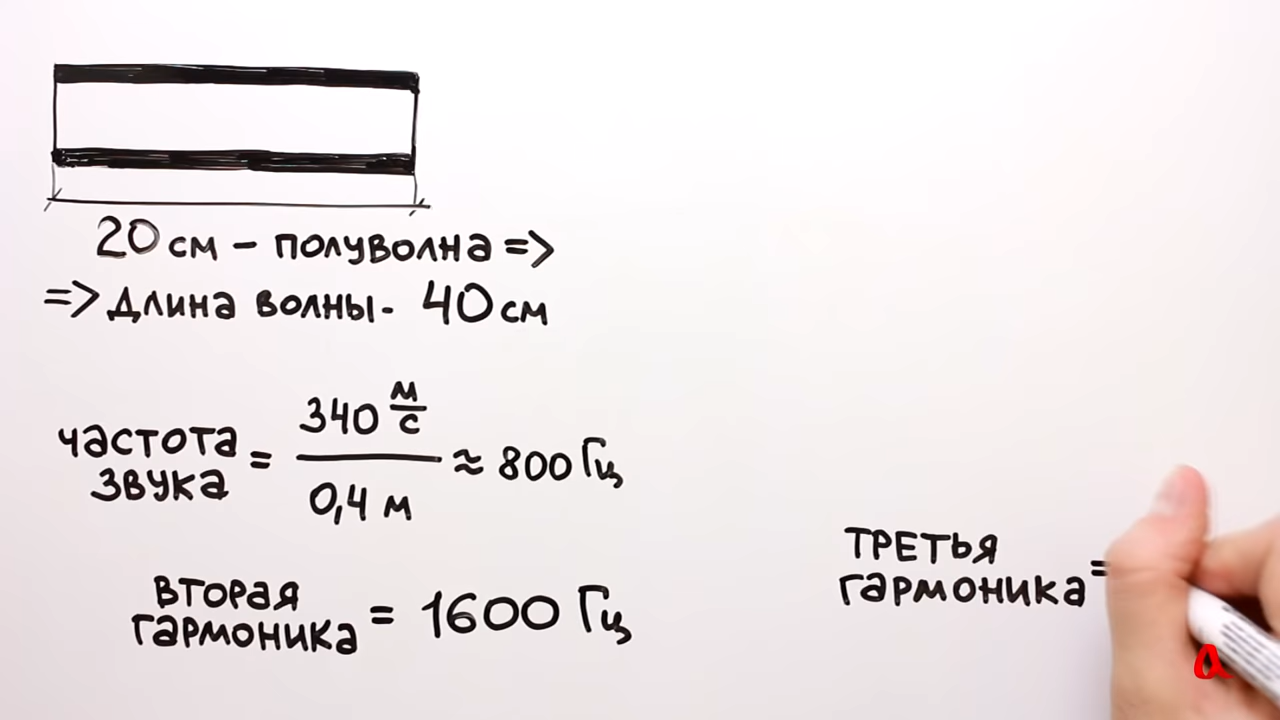 20 см – полуволна =>
=> длина волны- 40 см
частота звука = 340 м/с / 0,4 м ≈ 800 Гц
вторая гармоника = 1600 Гц
ТРЕТЬЯ гармоника =
a